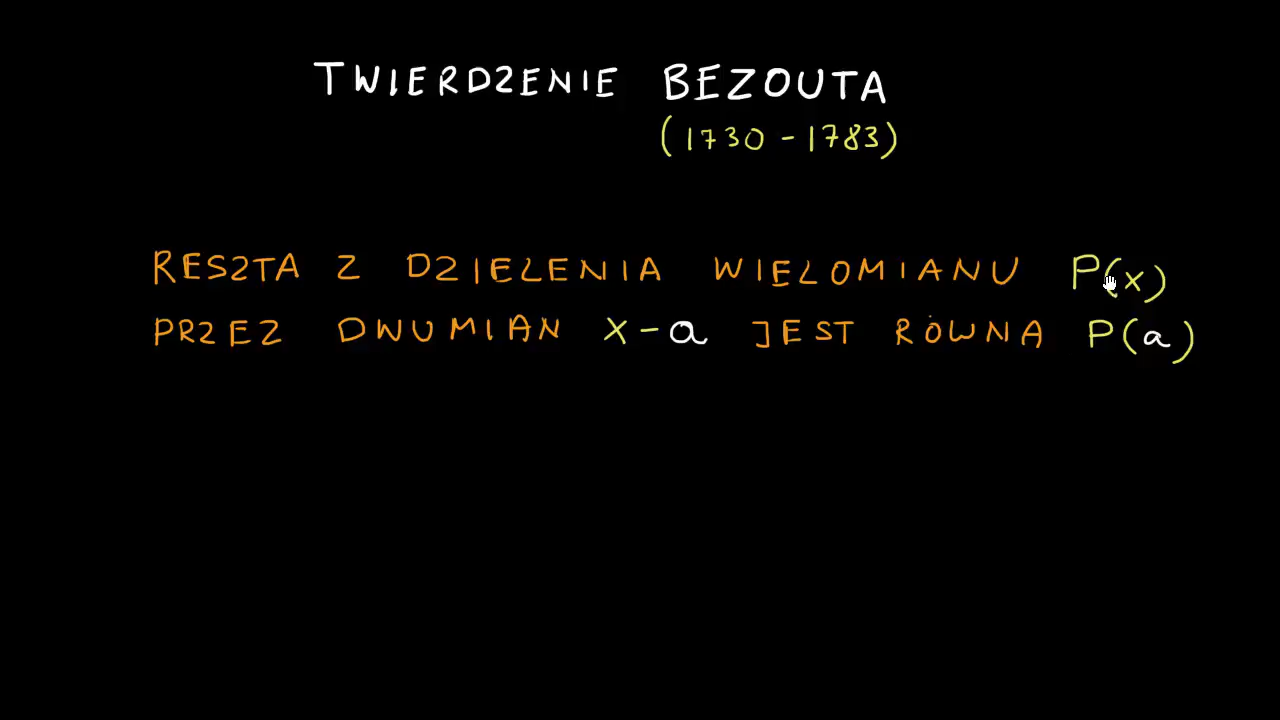 TWIERDZENIE BEZOUTA
(1730 - 1783)
RESZTA Z DZIELENIA WIELOMIANU P(x)
PRZEZ DWUMIAN x-a JEST RÓWNA P(a)